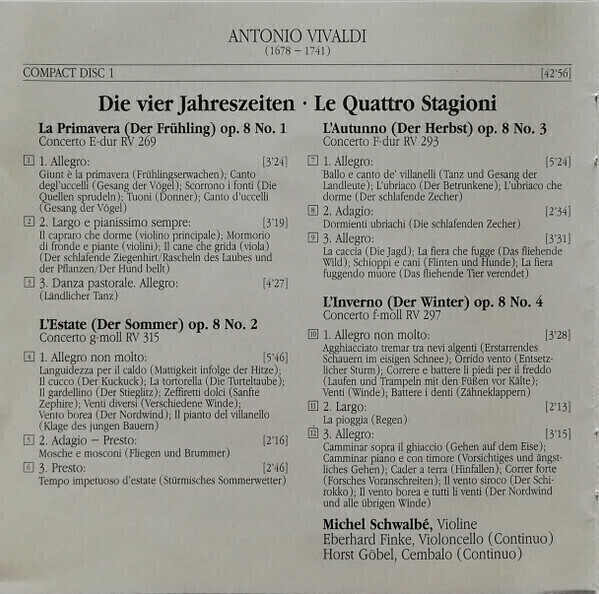 ANTONIO VIVALDI
(1678 – 1741)
COMPACT DISC 1 [42'56]
Die vier Jahreszeiten · Le Quattro Stagioni
La Primavera (Der Frühling) op. 8 No. 1
Concerto E-dur RV 269
1 1. Allegro: [3'24]
Giunt è la primavera (Frühlingserwachen); Canto
degl'uccelli (Gesang der Vögel); Scorrono i fonti (Die
Quellen sprudeln); Tuoni (Donner); Canto d'uccelli
(Gesang der Vögel)
2 2. Largo e pianissimo sempre: [3'19]
Il capraro che dorme (violino principale); Mormorio
di fronde e piante (violini); Il cane che grida (viola)
(Der schlafende Ziegenhirt/Rascheln des Laubes und
der Pflanzen/Der Hund bellt)
3 3. Danza pastorale. Allegro: [4'27]
(Ländlicher Tanz)
L'Estate (Der Sommer) op. 8 No. 2
Concerto g-moll RV 315
4 1. Allegro non molto: [5'46]
Languidezza per il caldo (Mattigkeit infolge der Hitze);
Il cucco (Der Kuckuck); La tortorella (Die Turteltaube);
Il gardellino (Der Stieglitz); Zeffiretti dolci (Sanfte
Zephire); Venti diversi (Verschiedene Winde);
Vento borea (Der Nordwind); Il pianto del villanello
(Klage des jungen Bauern)
5 2. Adagio – Presto: [2'16]
Mosche e mosconi (Fliegen und Brummer)
6 3. Presto: [2'46]
Tempo impetuoso d'estate (Stürmisches Sommerwetter)
L'Autunno (Der Herbst) op. 8 No. 3
Concerto F-dur RV 293
7 1. Allegro: [5'24]
Ballo e canto de' villanelli (Tanz und Gesang der
Landleute); L'ubriaco (Der Betrunkene); L'ubriaco che
dorme (Der schlafende Zecher)
8 2. Adagio: [2'34]
Dormienti ubriachi (Die schlafenden Zecher)
9 3. Allegro: [3'31]
La caccia (Die Jagd); La fiera che fugge (Das fliehende
Wild); Schioppi e cani (Flinten und Hunde); La fiera
fuggendo muore (Das fliehende Tier verendet)
L'Inverno (Der Winter) op. 8 No. 4
Concerto f-moll RV 297
10 1. Allegro non molto: [3'28]
Agghiacciato tremar tra nevi algenti (Erstarrendes
Schauern im eisigen Schnee); Orrido vento (Entsetz-
licher Sturm); Correre e battere li piedi per il freddo
(Laufen und Trampeln mit den Füßen vor Kälte);
Venti (Winde); Battere i denti (Zähneklappern)
11 2. Largo: [2'13]
La pioggia (Regen)
12 3. Allegro: [3'15]
Camminar sopra il ghiaccio (Gehen auf dem Eise);
Camminar piano e con timore (Vorsichtiges und ängst-
liches Gehen); Cader a terra (Hinfallen); Correr forte
(Forsches Voranschreiten); Il vento siroco (Der Schi-
rokko); Il vento borea e tutti li venti (Der Nordwind
und alle übrigen Winde)
Michel Schwalbé, Violine
Eberhard Finke, Violoncello (Continuo)
Horst Göbel, Cembalo (Continuo)